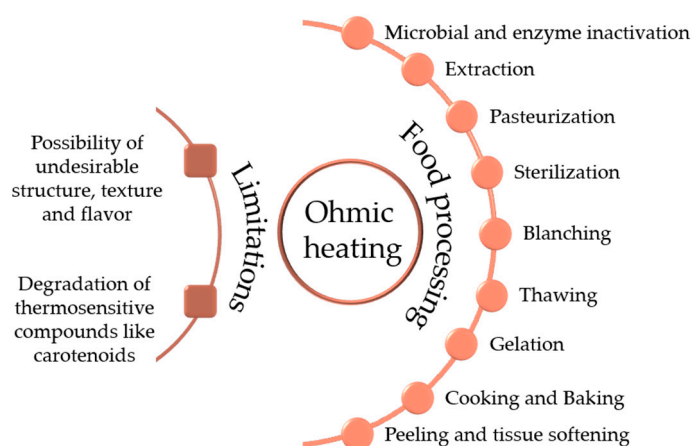 Microbial and enzyme inactivation
Extraction
Pasteurization
Sterilization
Blanching
Thawing
Gelation
Cooking and Baking
Peeling and tissue softening
Food processing
Ohmic
heating
Limitations
Possibility of
undesirable
structure, texture
and flavor
Degradation of
thermosensitive
compounds like
carotenoids